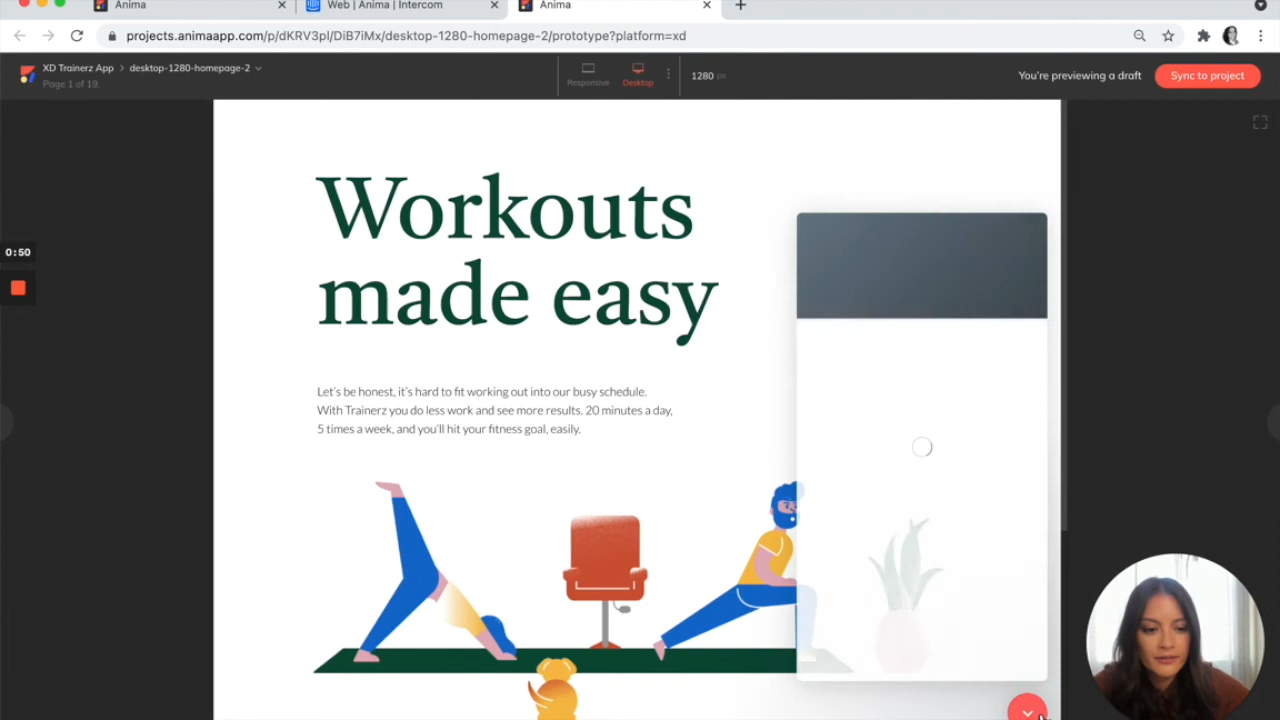 Anima
Web | Anima | Intercom
Anima
projects.animaapp.com/p/dKRV3pl/DiB7iMx/desktop-1280-homepage-2/prototype?platform=xd
XD Trainerz App > desktop-1280-homepage-2
Page 1 of 19.
Responsive
Desktop
1280 px
You're previewing a draft
Sync to project
0:50
Workouts
made easy
Let's be honest, it's hard to fit working out into our busy schedule.
With Trainerz you do less work and see more results. 20 minutes a day,
5 times a week, and you'll hit your fitness goal, easily.